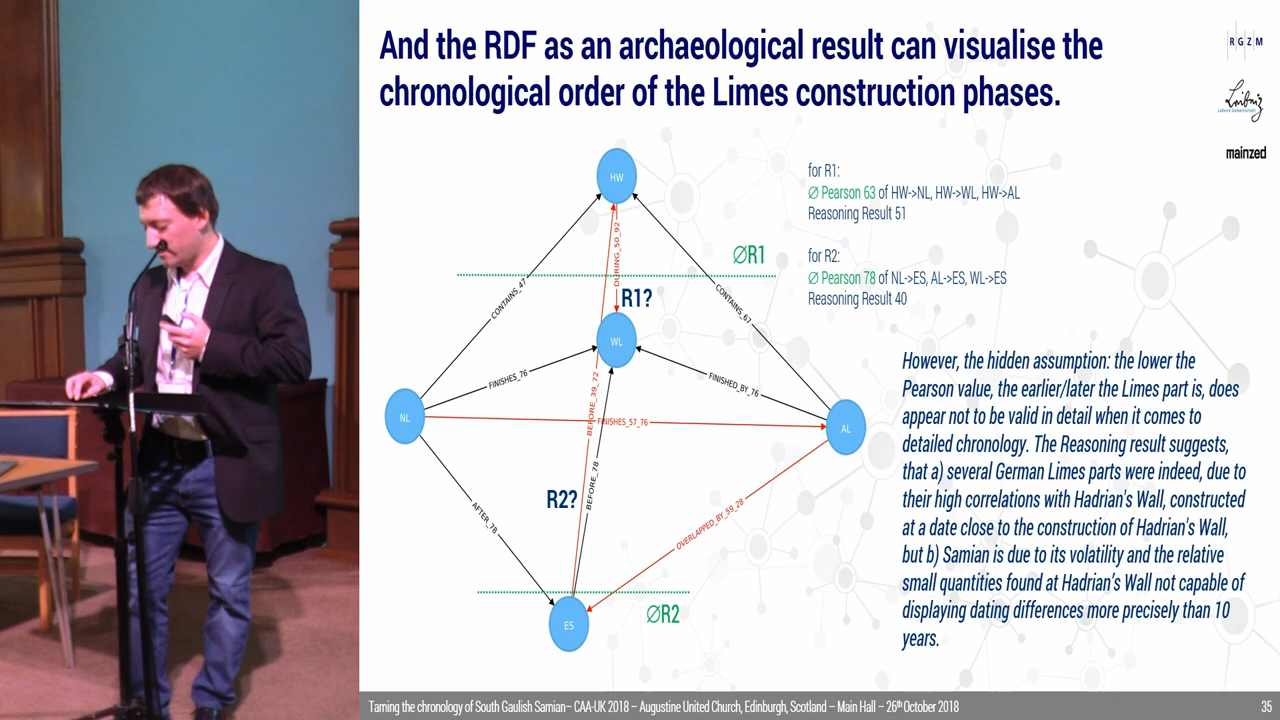 And the RDF as an archaeological result can visualise the
chronological order of the Limes construction phases.
RGZM
Leibniz
Leibniz Gemeinschaft
mainzed
HW
for R1:
∅ Pearson 63 of HW->NL, HW->WL, HW->AL
Reasoning Result 51
for R2:
∅ Pearson 78 of NL->ES, AL->ES, WL->ES
Reasoning Result 40
DURING_50_92
∅R1
CONTAINS_47
R1?
CONTAINS_67
WL
FINISHES_76
FINISHED_BY_76
BEFORE_39_72
NL
FINISHES_57_76
AL
R2?
BEFORE_78
AFTER_78
OVERLAPPED_BY_59_28
∅R2
ES
However, the hidden assumption: the lower the
Pearson value, the earlier/later the Limes part is, does
appear not to be valid in detail when it comes to
detailed chronology. The Reasoning result suggests,
that a) several German Limes parts were indeed, due to
their high correlations with Hadrian's Wall, constructed
at a date close to the construction of Hadrian's Wall,
but b) Samian is due to its volatility and the relative
small quantities found at Hadrian's Wall not capable of
displaying dating differences more precisely than 10
years.
Taming the chronology of South Gaulish Samian– CAA-UK 2018 – Augustine United Church, Edinburgh, Scotland – Main Hall – 26th October 2018
35